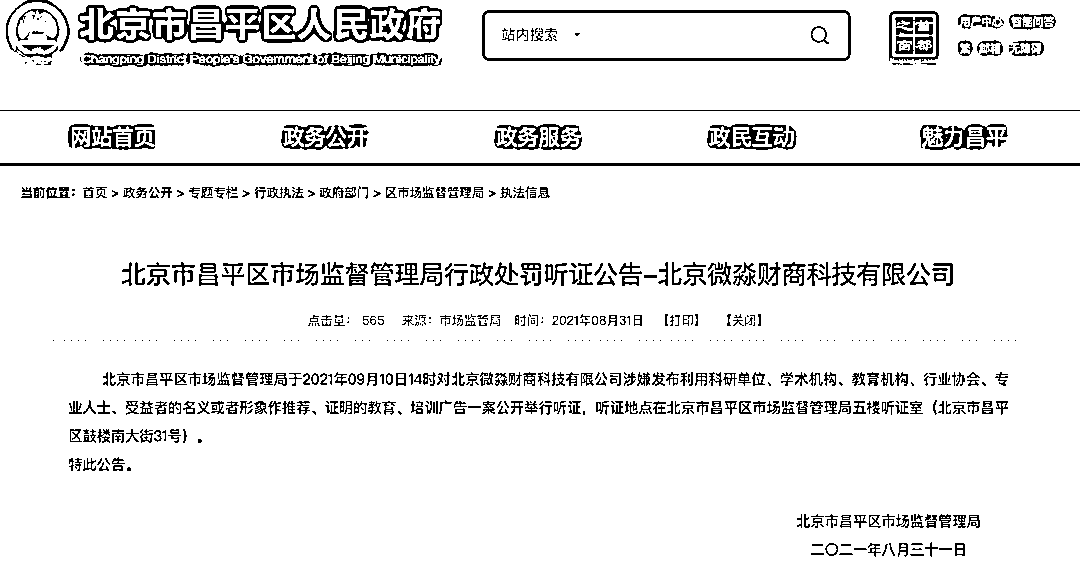 北京市昌平区人民政府
Changping District People's Government of Beijing Municipality
站内搜索
首都之窗
用户中心 智能问答
繁 邮箱 无障碍
网站首页 政务公开 政务服务 政民互动 魅力昌平
当前位置：首页 > 政务公开 > 专题专栏 > 行政执法 > 政府部门 > 区市场监督管理局 > 执法信息
北京市昌平区市场监督管理局行政处罚听证公告-北京微淼财商科技有限公司
点击量： 565 来源：市场监管局 时间：2021年08月31日 【打印】 【关闭】
北京市昌平区市场监督管理局于2021年09月10日14时对北京微淼财商科技有限公司涉嫌发布利用科研单位、学术机构、教育机构、行业协会、专
业人士、受益者的名义或者形象作推荐、证明的教育、培训广告一案公开举行听证，听证地点在北京市昌平区市场监督管理局五楼听证室（北京市昌平
区鼓楼南大街31号）。
特此公告。
北京市昌平区市场监督管理局
二〇二一年八月三十一日